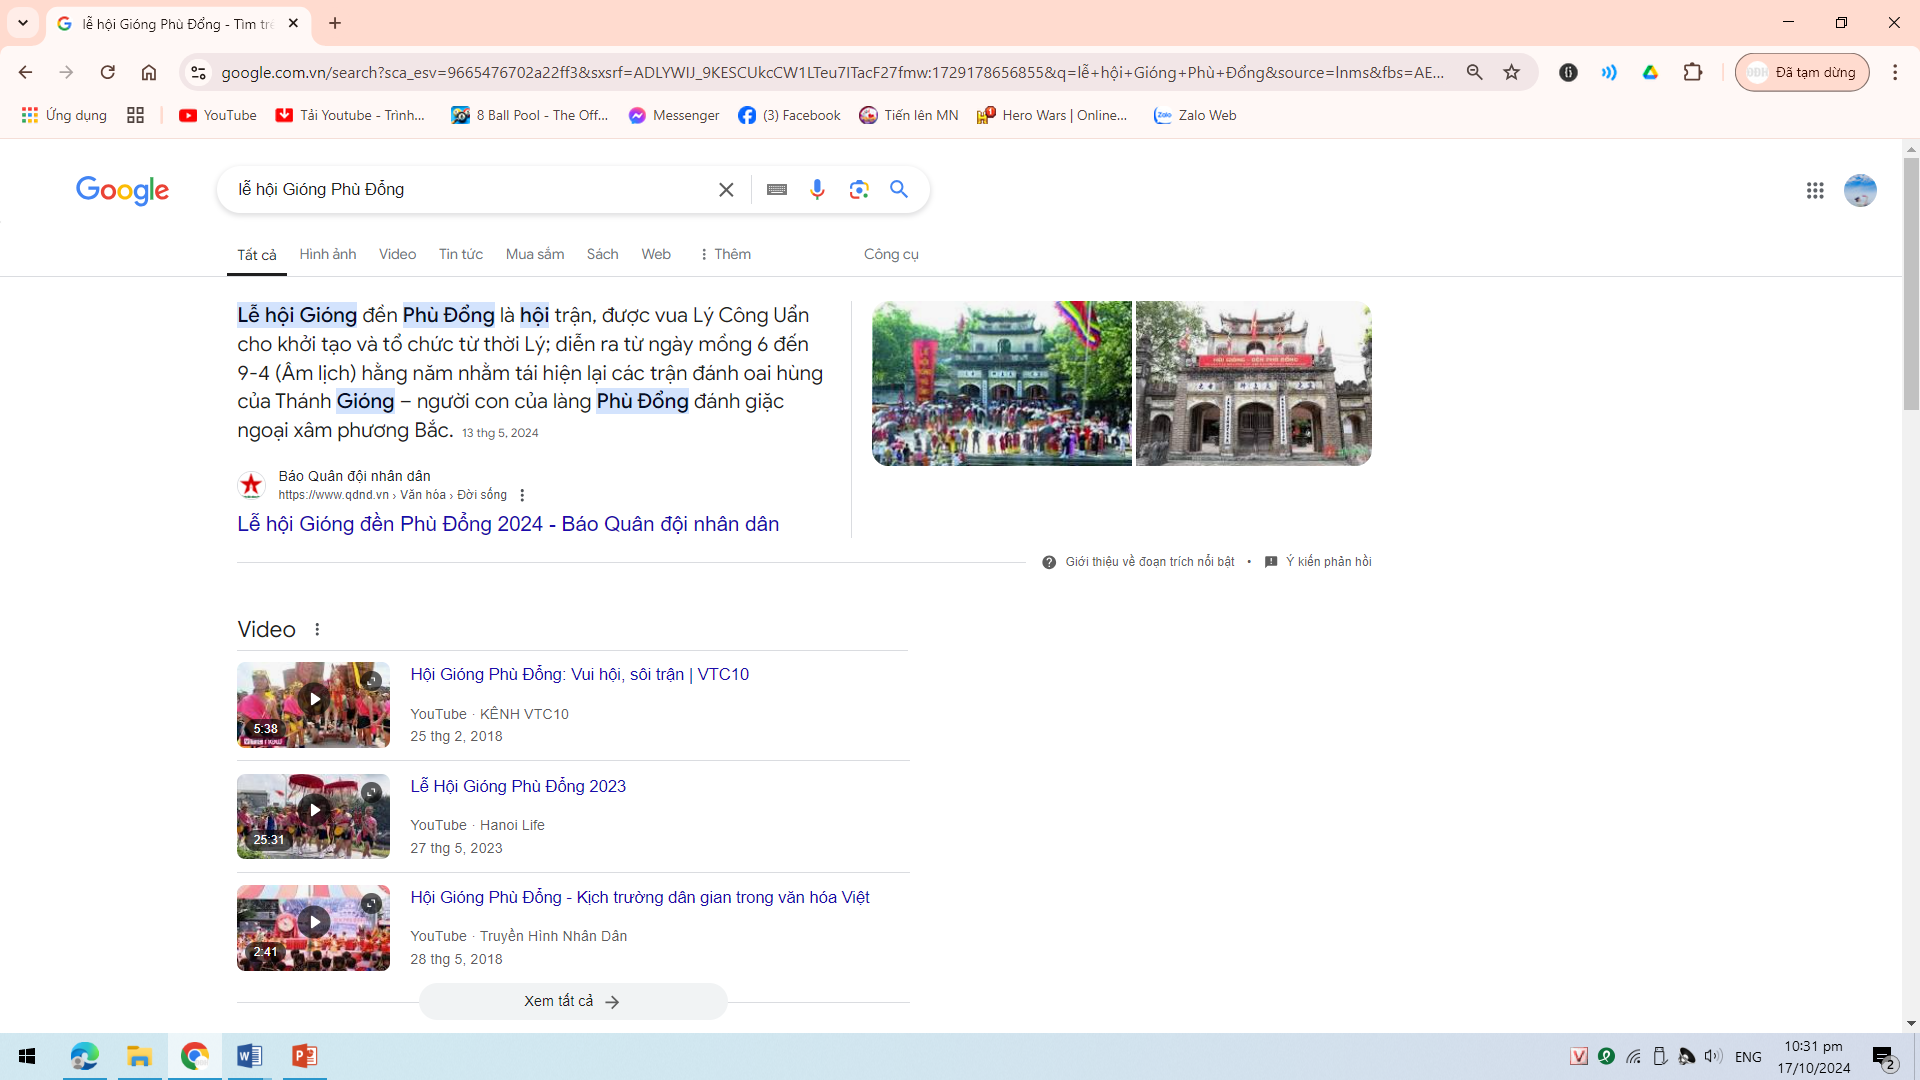 lễ hội Gióng Phù Đổng - Tìm trê
google.com.vn/search?sca_esv=9665476702a22ff3&sxsrf=ADLYWIJ_9KESCUkcCW1LTeu7ITacF27fmw:1729178656855&q=lễ+hội+Gióng+Phù+Đổng&source=lnms&fbs=AE...
Đã tạm dừng
Ứng dụng
YouTube
Tải Youtube - Trình...
8 Ball Pool - The Off...
Messenger
(3) Facebook
Tiến lên MN
Hero Wars | Online...
Zalo Web
Google
lễ hội Gióng Phù Đổng
Tất cả
Hình ảnh
Video
Tin tức
Mua sắm
Sách
Web
Thêm
Công cụ
Lễ hội Gióng đền Phù Đổng là hội trận, được vua Lý Công Uẩn
cho khởi tạo và tổ chức từ thời Lý; diễn ra từ ngày mồng 6 đến
9-4 (Âm lịch) hằng năm nhằm tái hiện lại các trận đánh oai hùng
của Thánh Gióng – người con của làng Phù Đổng đánh giặc
ngoại xâm phương Bắc. 13 thg 5, 2024
Báo Quân đội nhân dân
https://www.qdnd.vn › Văn hóa › Đời sống
Lễ hội Gióng đền Phù Đổng 2024 - Báo Quân đội nhân dân
Giới thiệu về đoạn trích nổi bật • Ý kiến phản hồi
Video
5:38
Hội Gióng Phù Đổng: Vui hội, sôi trận | VTC10
YouTube · KÊNH VTC10
25 thg 2, 2018
25:31
Lễ Hội Gióng Phù Đổng 2023
YouTube · Hanoi Life
27 thg 5, 2023
2:41
Hội Gióng Phù Đổng - Kịch trường dân gian trong văn hóa Việt
YouTube · Truyền Hình Nhân Dân
28 thg 5, 2018
Xem tất cả
ENG
10:31 pm
17/10/2024
2